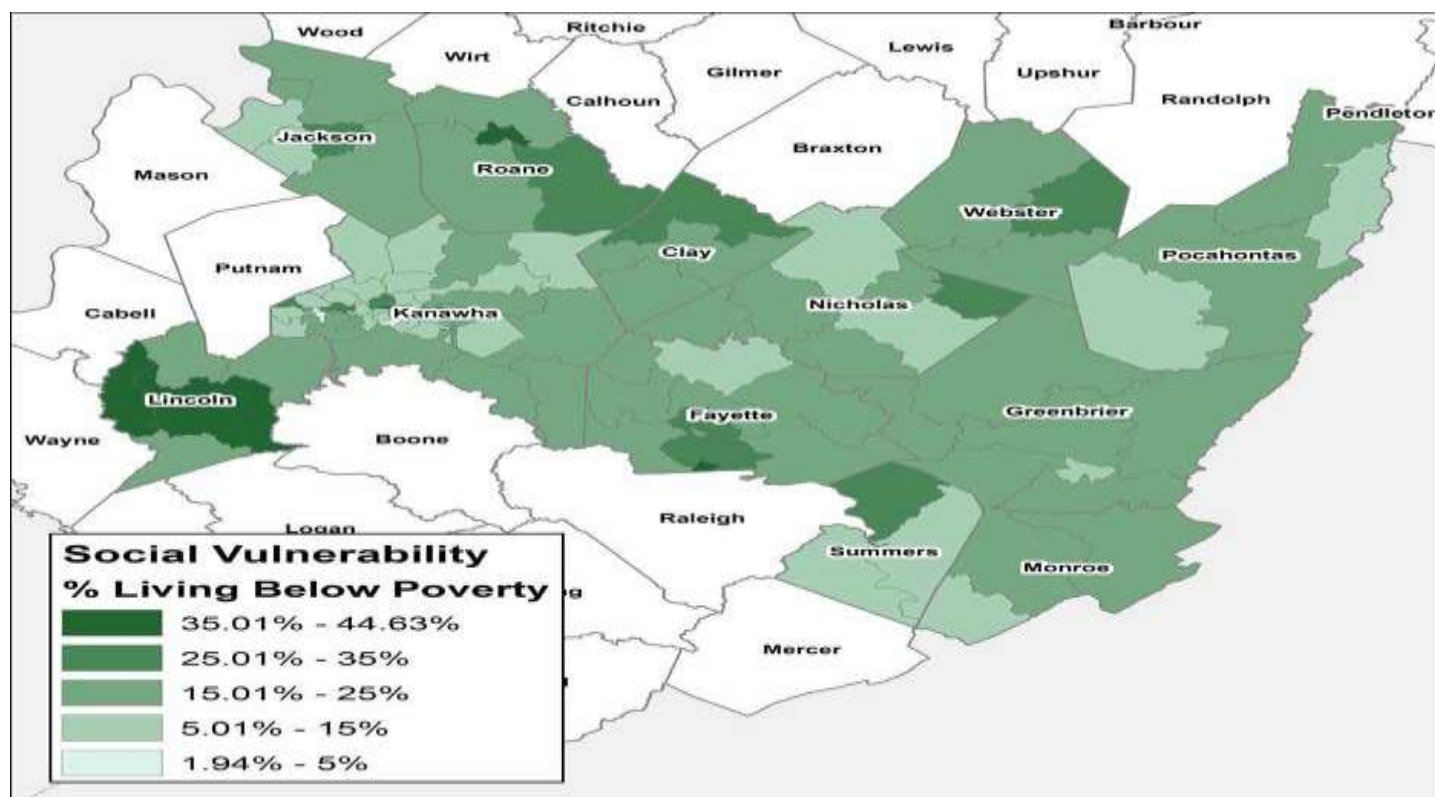 Wood
Ritchie
Barbour
Wirt
Lewis
Gilmer
Upshur
Calhoun
Randolph
Pendleton
Jackson
Braxton
Roane
Mason
Webster
Clay
Pocahontas
Putnam
Nicholas
Cabell
Kanawha
Lincoln
Greenbrier
Fayette
Wayne
Boone
Raleigh
Logan
Summers
Monroe
Mercer
Social Vulnerability
% Living Below Poverty
35.01% - 44.63%
25.01% - 35%
15.01% - 25%
5.01% - 15%
1.94% - 5%